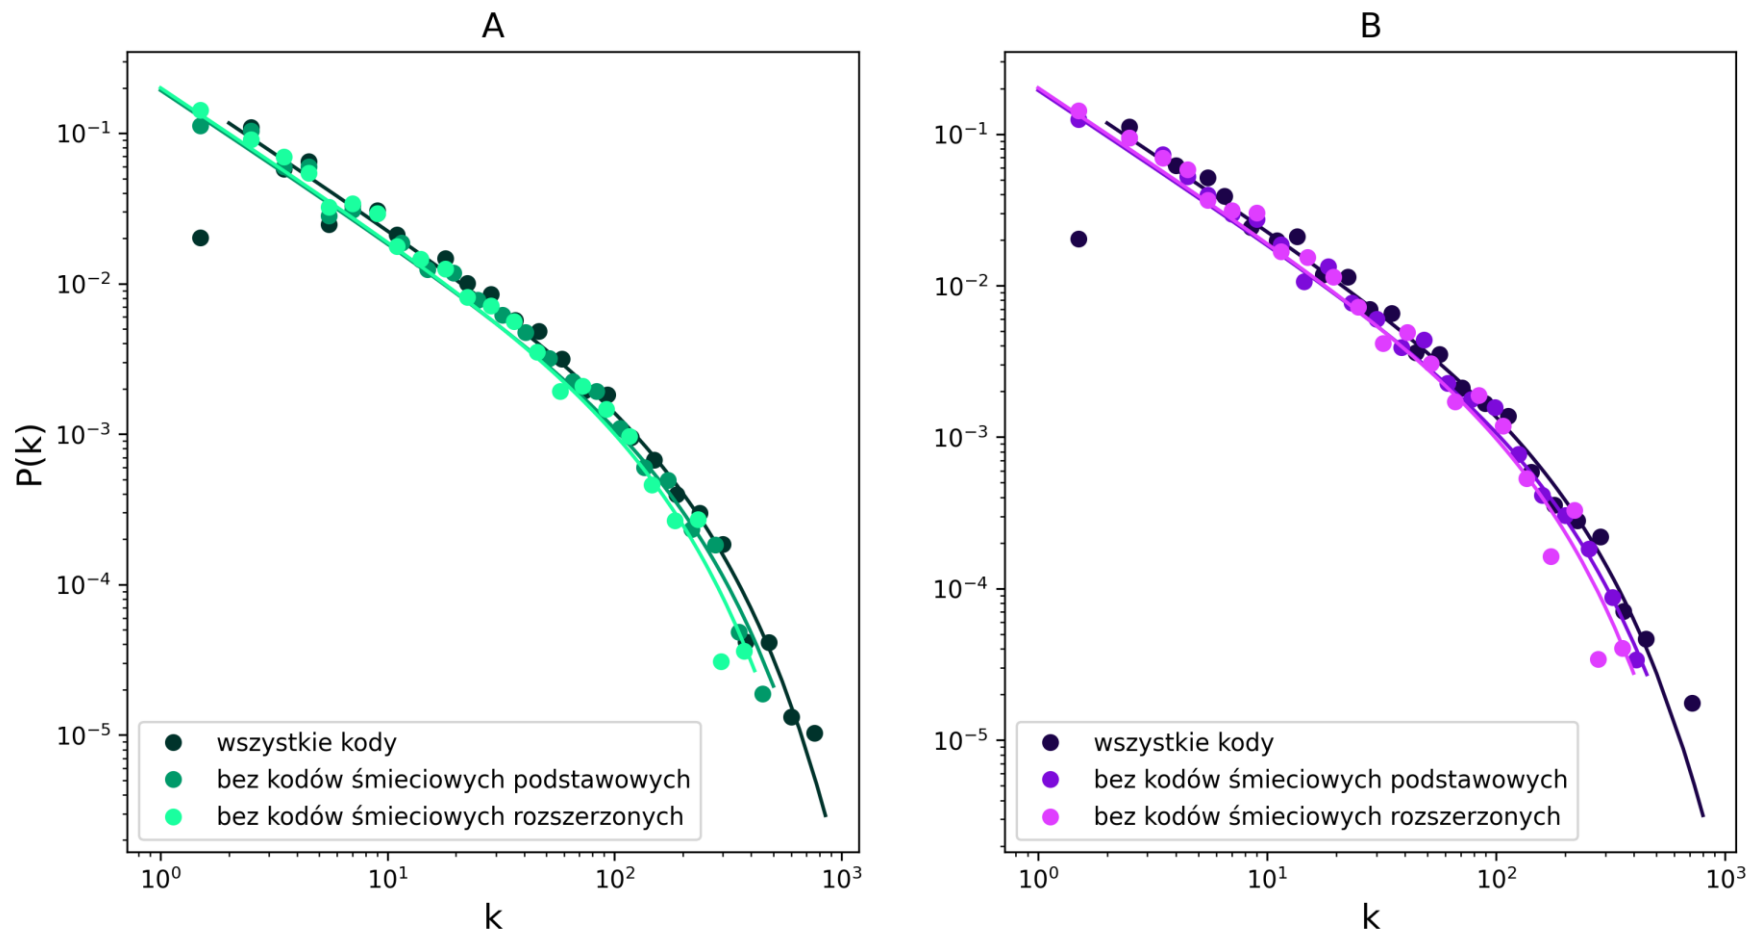 A
B
10⁻¹
10⁻²
10⁻³
10⁻⁴
10⁻⁵
P(k)
wszystkie kody
bez kodów śmieciowych podstawowych
bez kodów śmieciowych rozszerzonych
10⁰
10¹
10²
10³
k
10⁻¹
10⁻²
10⁻³
10⁻⁴
10⁻⁵
wszystkie kody
bez kodów śmieciowych podstawowych
bez kodów śmieciowych rozszerzonych
10⁰
10¹
10²
10³
k